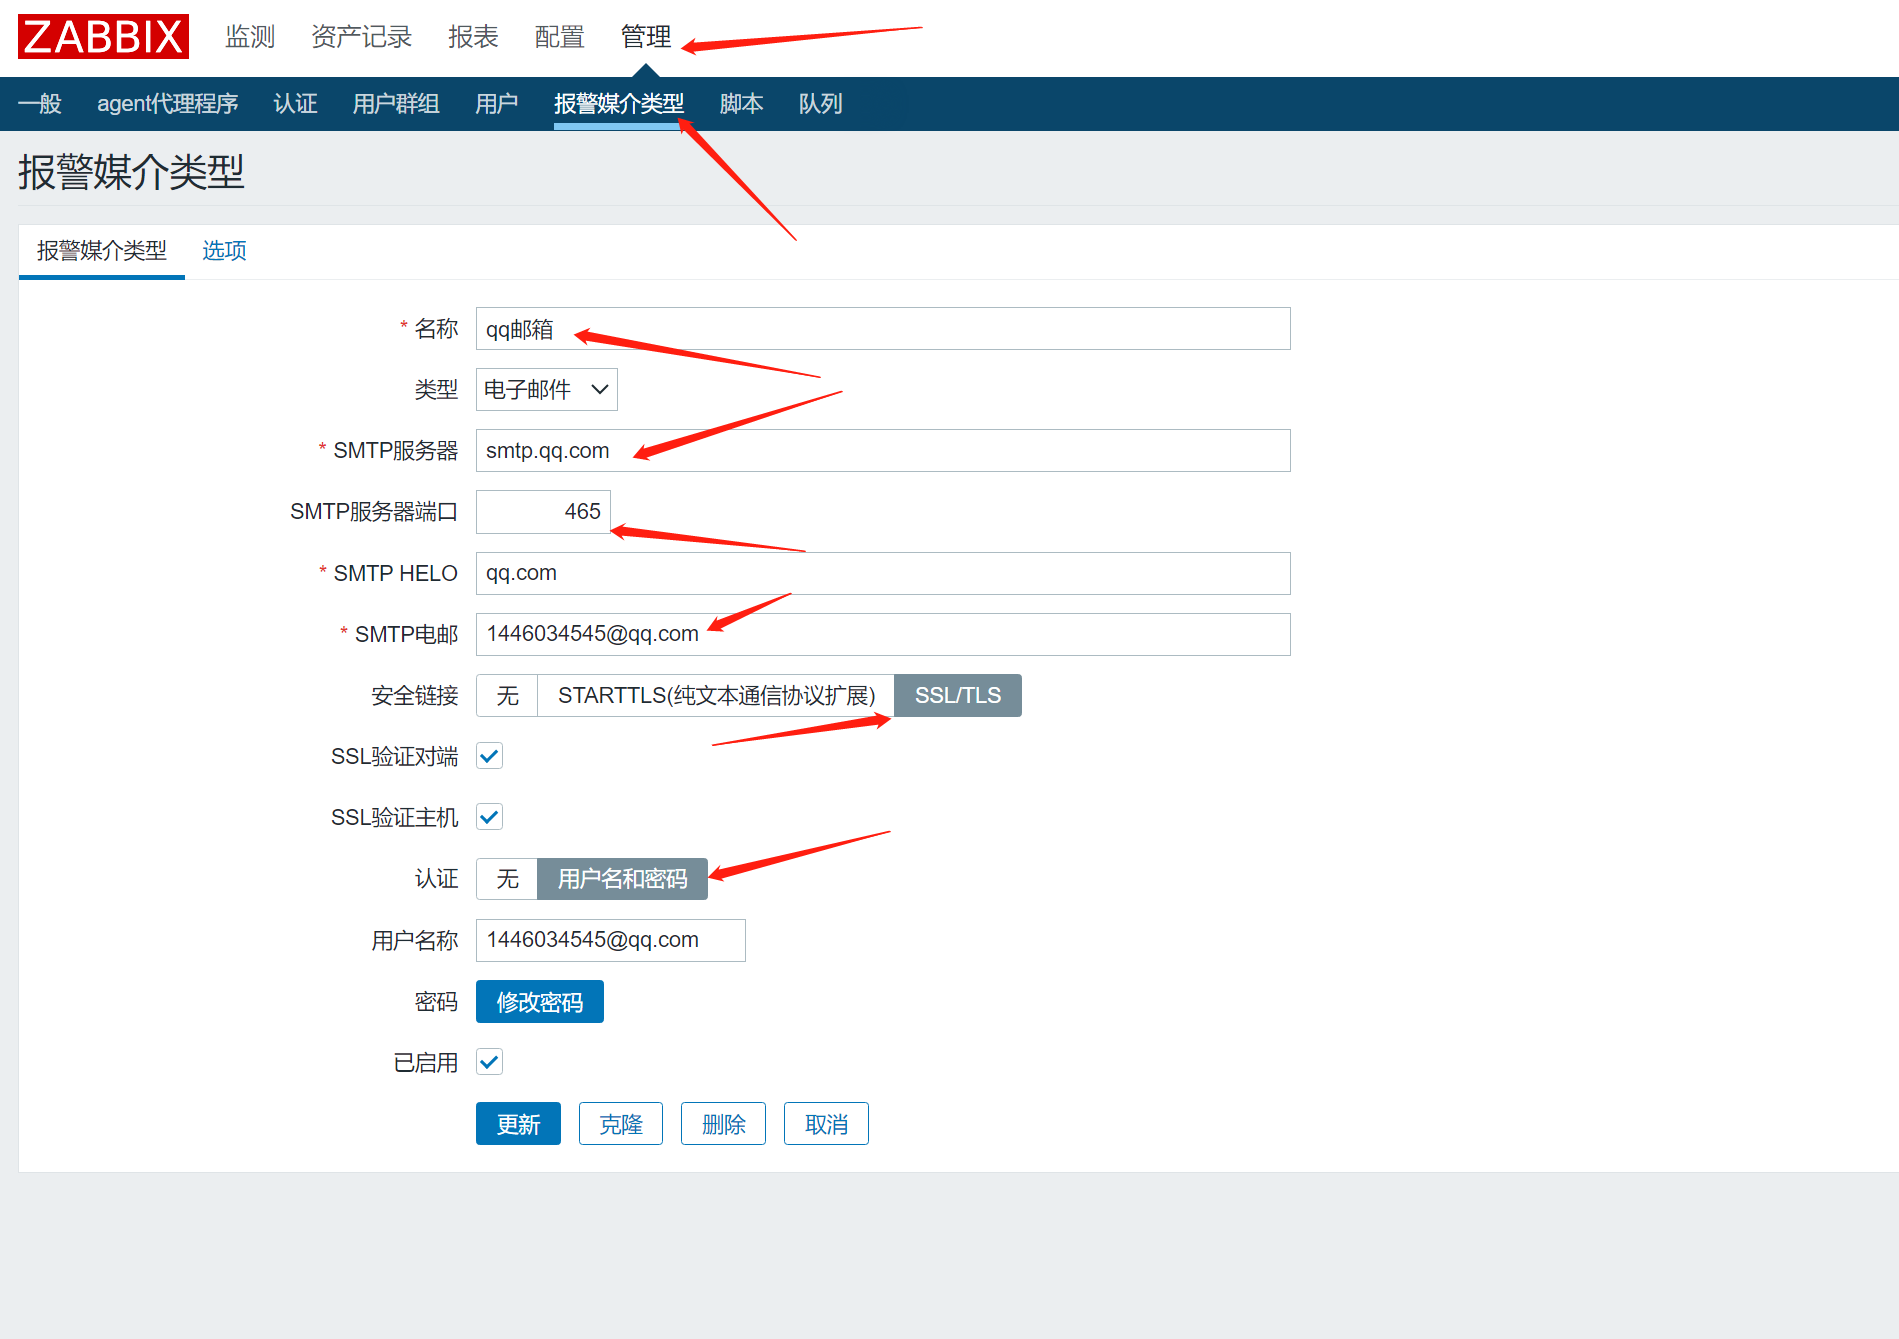 ZABBIX 监测 资产记录 报表 配置 管理
一般 agent代理程序 认证 用户群组 用户 报警媒介类型 脚本 队列
报警媒介类型
报警媒介类型 选项
* 名称 qq邮箱
类型 电子邮件
* SMTP服务器 smtp.qq.com
SMTP服务器端口 465
* SMTP HELO qq.com
* SMTP电邮 1446034545@qq.com
安全链接 无 STARTTLS(纯文本通信协议扩展) SSL/TLS
SSL验证对端
SSL验证主机
认证 无 用户名和密码
用户名称 1446034545@qq.com
密码 修改密码
已启用
更新 克隆 删除 取消